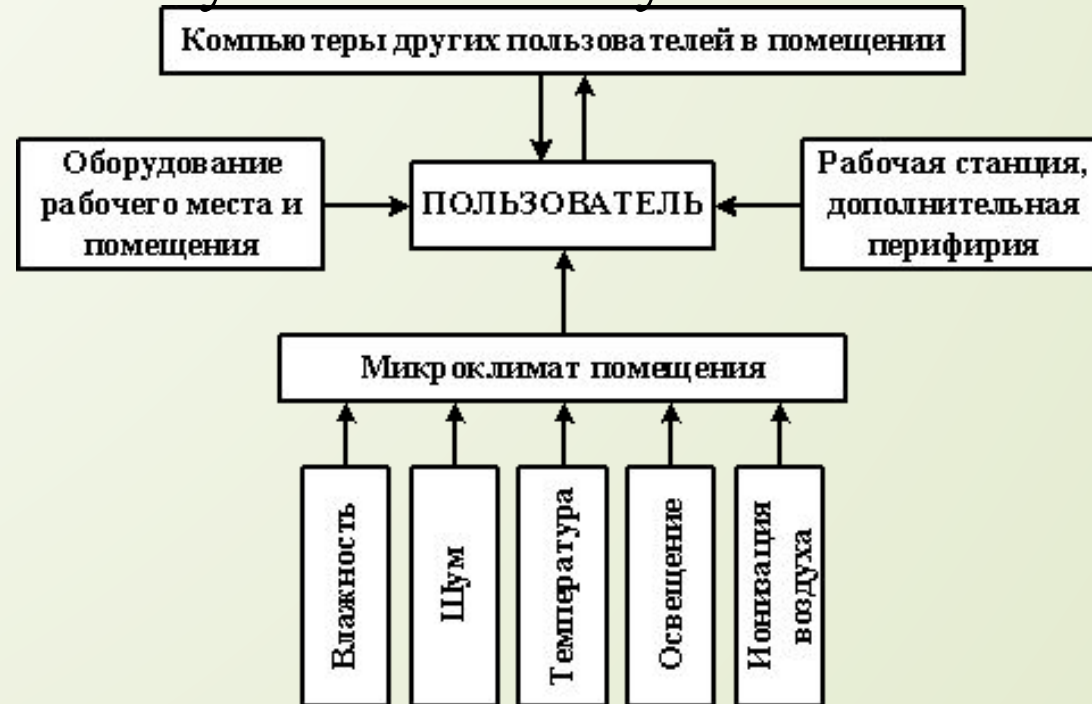 Компьютеры других пользователей в помещении
Оборудование
рабочего места и
помещения
ПОЛЬЗОВАТЕЛЬ
Рабочая станция,
дополнительная
перифирия
Микроклимат помещения
Влажность
Шум
Температура
Освещение
Ионизация
воздуха